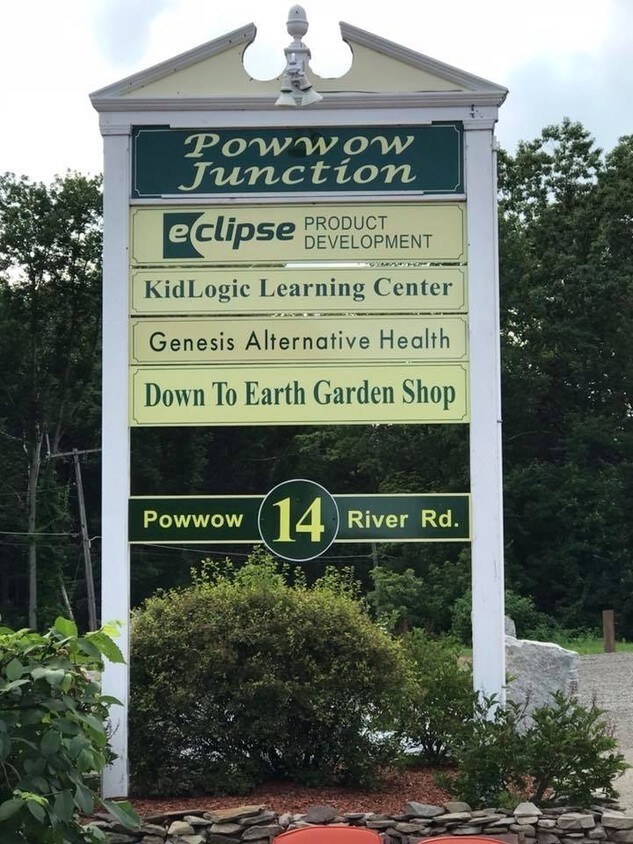 Powwow
Junction
eclipse PRODUCT
DEVELOPMENT
KidLogic Learning Center
Genesis Alternative Health
Down To Earth Garden Shop
Powwow 14 River Rd.